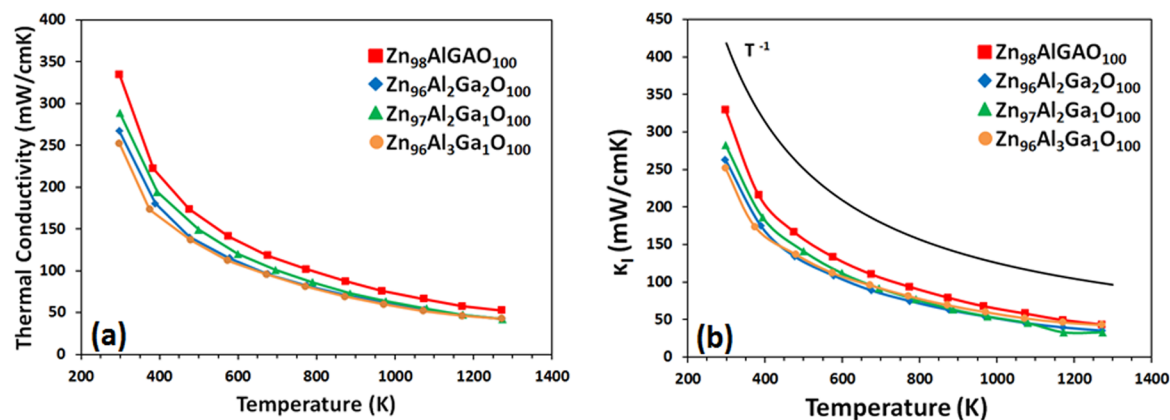 400
350
300
250
200
150
100
50
0
Thermal Conductivity (mW/cmK)
Zn₉₈AlGAO₁₀₀
Zn₉₆Al₂Ga₂O₁₀₀
Zn₉₇Al₂Ga₁O₁₀₀
Zn₉₆Al₃Ga₁O₁₀₀
(a)
200 400 600 800 1000 1200 1400
Temperature (K)
450
400
350
300
250
200
150
100
50
0
κₗ (mW/cmK)
T ⁻¹
Zn₉₈AlGAO₁₀₀
Zn₉₆Al₂Ga₂O₁₀₀
Zn₉₇Al₂Ga₁O₁₀₀
Zn₉₆Al₃Ga₁O₁₀₀
(b)
200 400 600 800 1000 1200 1400
Temperature (K)